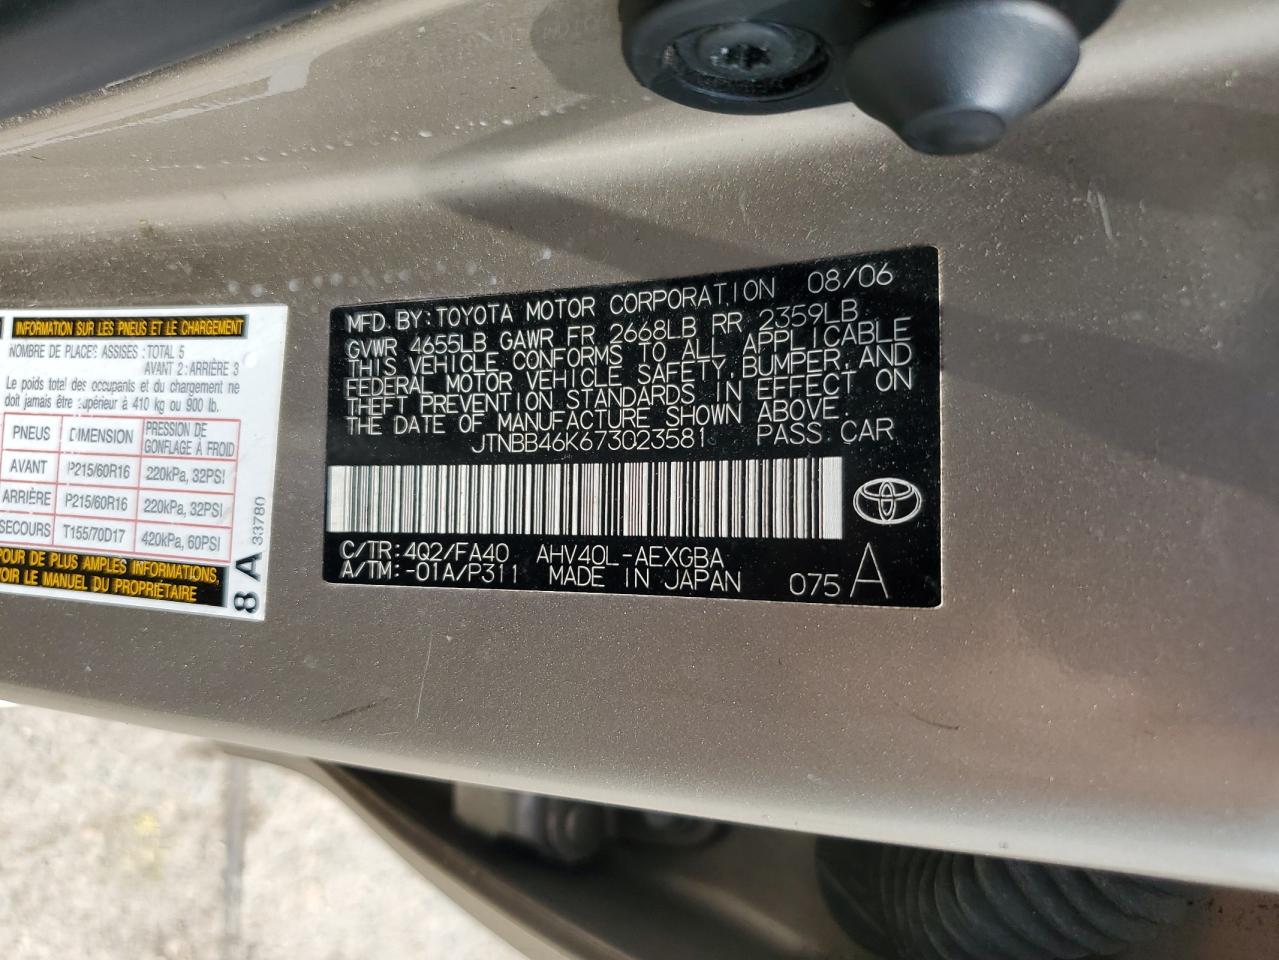 INFORMATION SUR LES PNEUS ET LE CHARGEMENT
NOMBRE DE PLACES ASSISES : TOTAL 5
AVANT 2 : ARRIÈRE 3
Le poids total des occupants et du chargement ne
doit jamais être supérieur à 410 kg ou 900 lb.
PNEUS DIMENSION PRESSION DE GONFLAGE À FROID
AVANT P215/60R16 220kPa, 32PSI
ARRIÈRE P215/60R16 220kPa, 32PSI
SECOURS T155/70D17 420kPa, 60PSI
POUR DE PLUS AMPLES INFORMATIONS,
VOIR LE MANUEL DU PROPRIÉTAIRE
8 A 33780
MFD. BY: TOYOTA MOTOR CORPORATION 08/06
GVWR 4655LB GAWR FR 2668LB RR 2359LB
THIS VEHICLE CONFORMS TO ALL APPLICABLE
FEDERAL MOTOR VEHICLE SAFETY, BUMPER, AND
THEFT PREVENTION STANDARDS IN EFFECT ON
THE DATE OF MANUFACTURE SHOWN ABOVE.
JTNBB46K673023581 PASS. CAR
C/TR: 4Q2/FA40 AHV40L-AEXGBA
A/TM: -01A/P311 MADE IN JAPAN 075 A